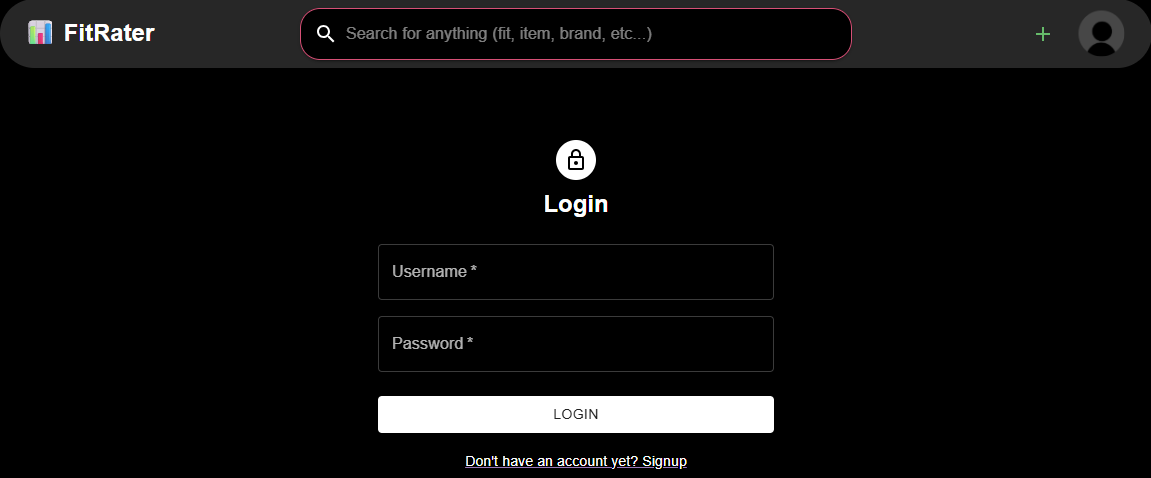 FitRater
Search for anything (fit, item, brand, etc...)
Login
Username *
Password *
LOGIN
Don't have an account yet? Signup